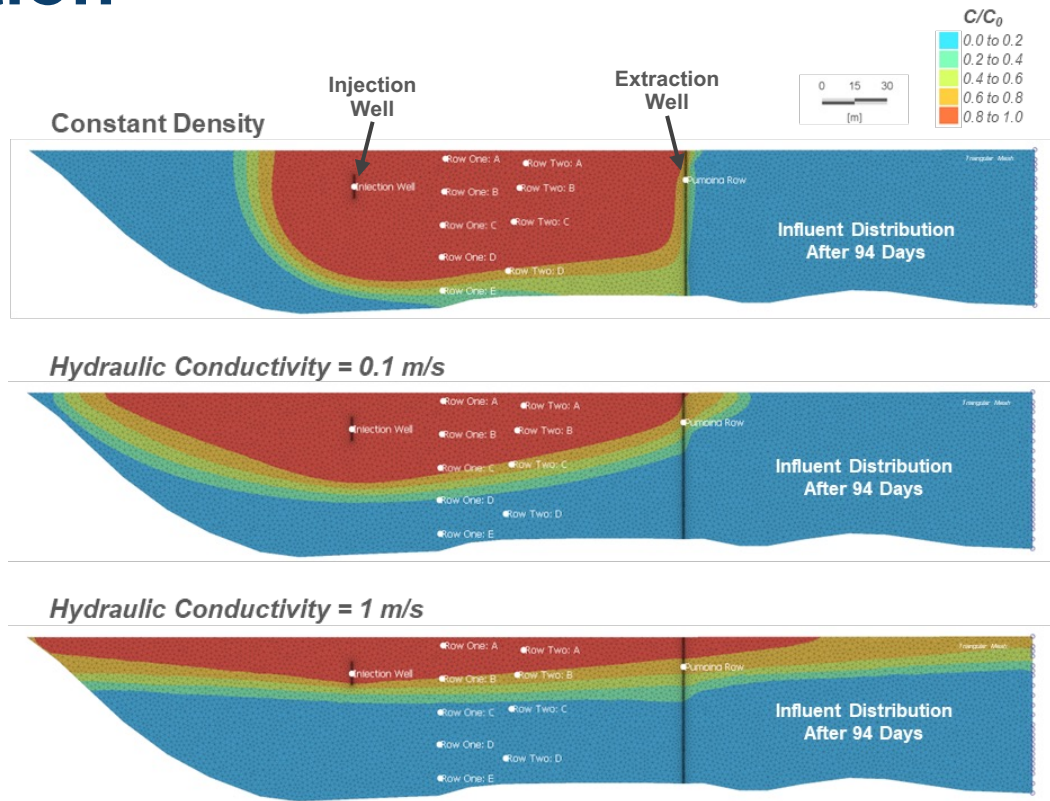 C/C₀
0.0 to 0.2
0.2 to 0.4
0.4 to 0.6
0.6 to 0.8
0.8 to 1.0
0 15 30
[m]
Injection
Well
Extraction
Well
Constant Density
Row One: A
Row Two: A
Triangular Mesh
Injection Well
Row One: B
Row Two: B
Pumping Row
Row One: C
Row Two: C
Influent Distribution
After 94 Days
Row One: D
Row Two: D
Row One: E
Hydraulic Conductivity = 0.1 m/s
Row One: A
Row Two: A
Triangular Mesh
Injection Well
Row One: B
Row Two: B
Pumping Row
Row One: C
Row Two: C
Influent Distribution
After 94 Days
Row One: D
Row Two: D
Row One: E
Hydraulic Conductivity = 1 m/s
Row One: A
Row Two: A
Triangular Mesh
Injection Well
Row One: B
Row Two: B
Pumping Row
Row One: C
Row Two: C
Influent Distribution
After 94 Days
Row One: D
Row Two: D
Row One: E